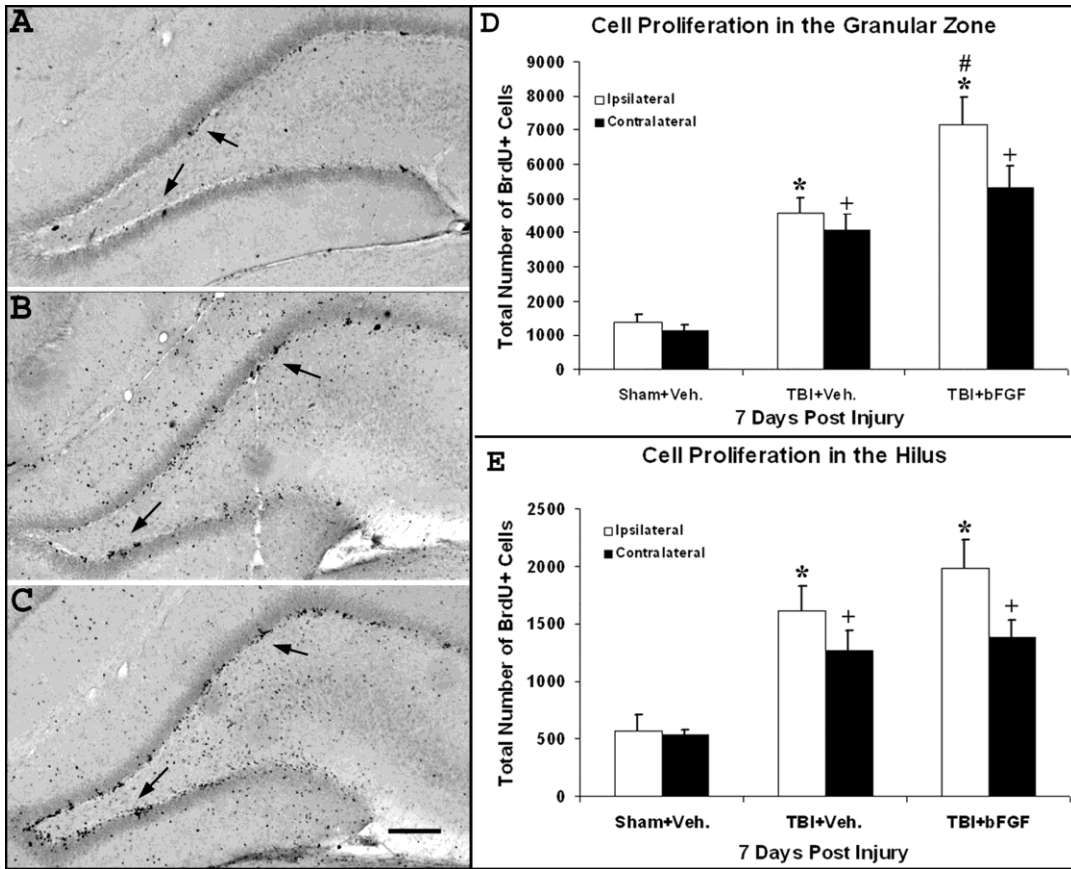 A
B
C
D
Cell Proliferation in the Granular Zone
Total Number of BrdU+ Cells
9000
8000
7000
6000
5000
4000
3000
2000
1000
0
Ipsilateral
Contralateral
*
+
#
*
+
Sham+Veh.
TBI+Veh.
TBI+bFGF
7 Days Post Injury
E
Cell Proliferation in the Hilus
Total Number of BrdU+ Cells
2500
2000
1500
1000
500
0
Ipsilateral
Contralateral
*
+
*
+
Sham+Veh.
TBI+Veh.
TBI+bFGF
7 Days Post Injury